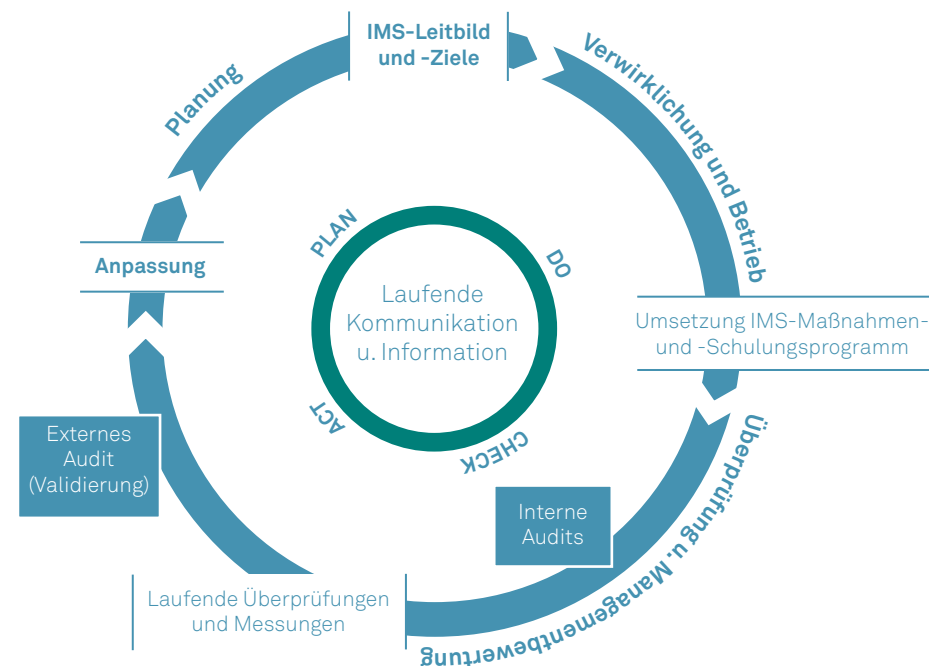 IMS-Leitbild
und -Ziele
Planung
Verwirklichung und Betrieb
PLAN
DO
Anpassung
Laufende
Kommunikation
u. Information
Umsetzung IMS-Maßnahmen-
und -Schulungsprogramm
ACT
CHECK
Externes
Audit
(Validierung)
Interne
Audits
Überprüfung u. Managementbewertung
Laufende Überprüfungen
und Messungen